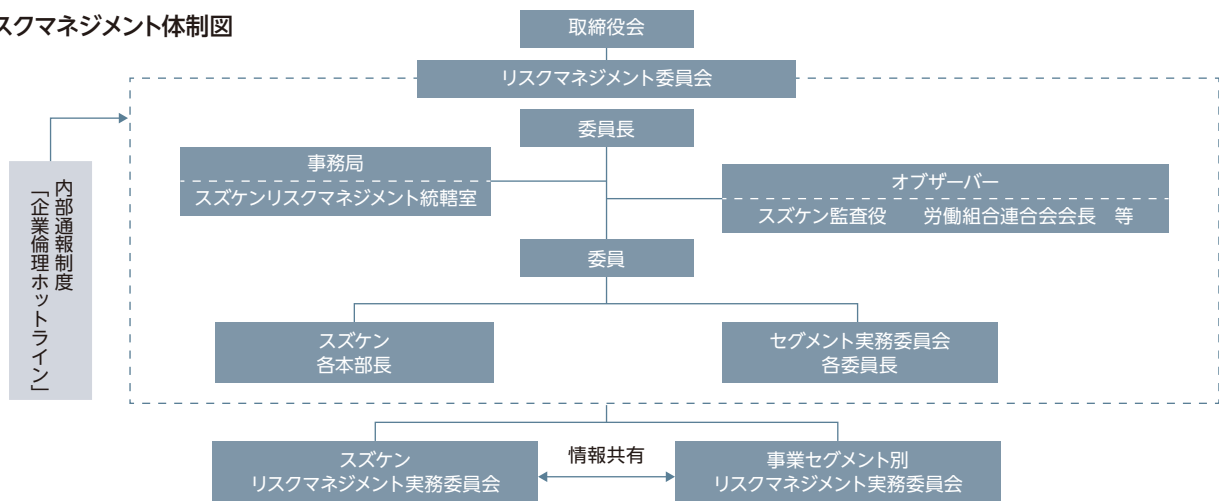 スクマネジメント体制図
取締役会
リスクマネジメント委員会
委員長
事務局
スズケンリスクマネジメント統轄室
オブザーバー
スズケン監査役　労働組合連合会会長　等
内部通報制度
「企業倫理ホットライン」
委員
スズケン
各本部長
セグメント実務委員会
各委員長
スズケン
リスクマネジメント実務委員会
情報共有
事業セグメント別
リスクマネジメント実務委員会